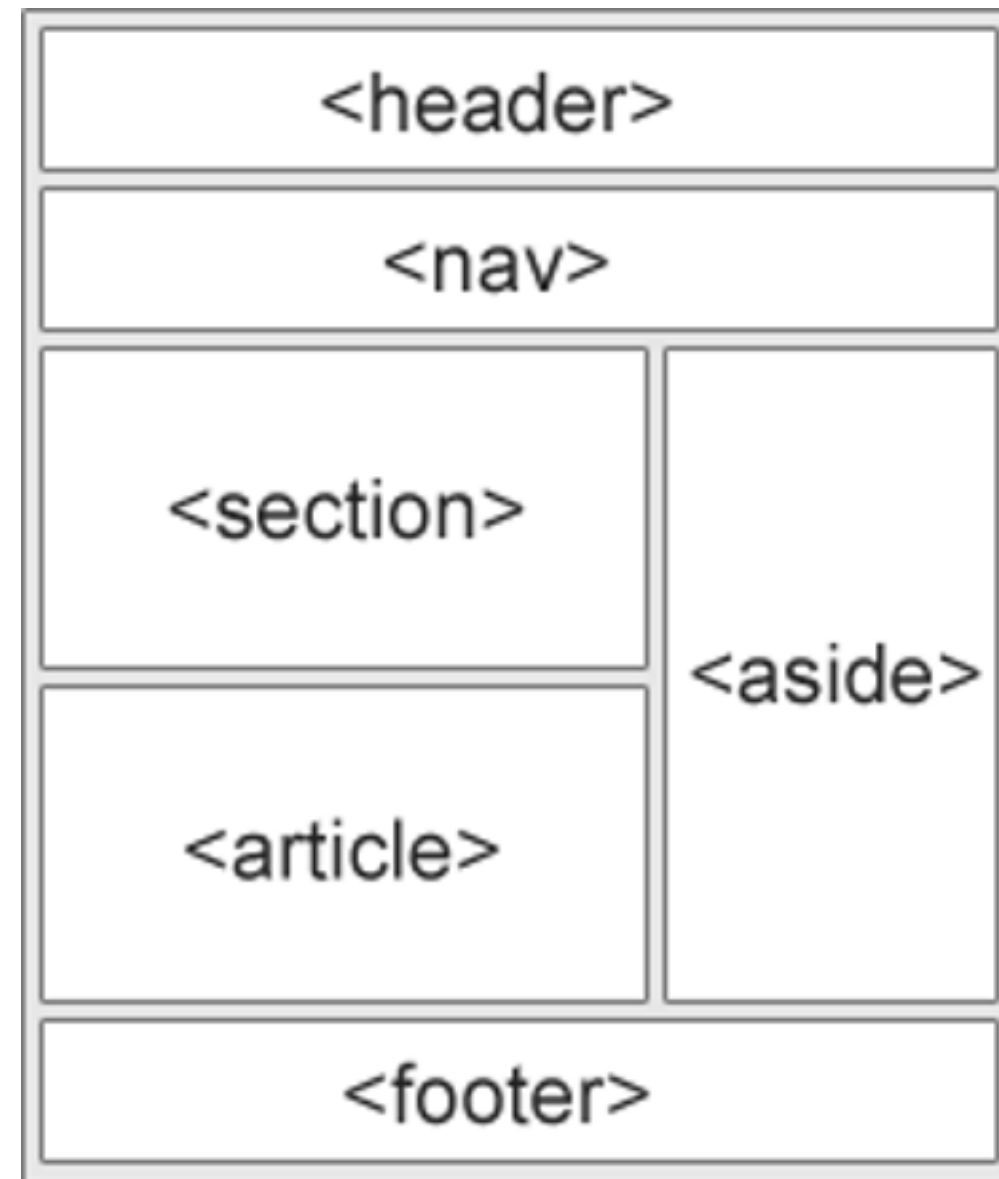 <header>
<nav>
<section>
<aside>
<article>
<footer>